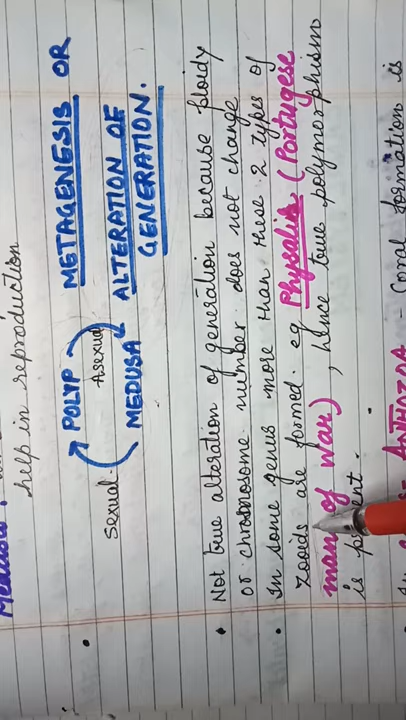 help in reproduction
POLYP
Asexual
Sexual
MEDUSA
METAGENESIS OR
ALTERATION OF
GENERATION.
• Not true alteration of generation because ploidy
or chromosome number does not change
• In some genus more than these 2 types of
zooids are formed. eg Physalia (Portugese
man of war), hence true polymorphism
is
- Coral formation is
ANTHOZOA